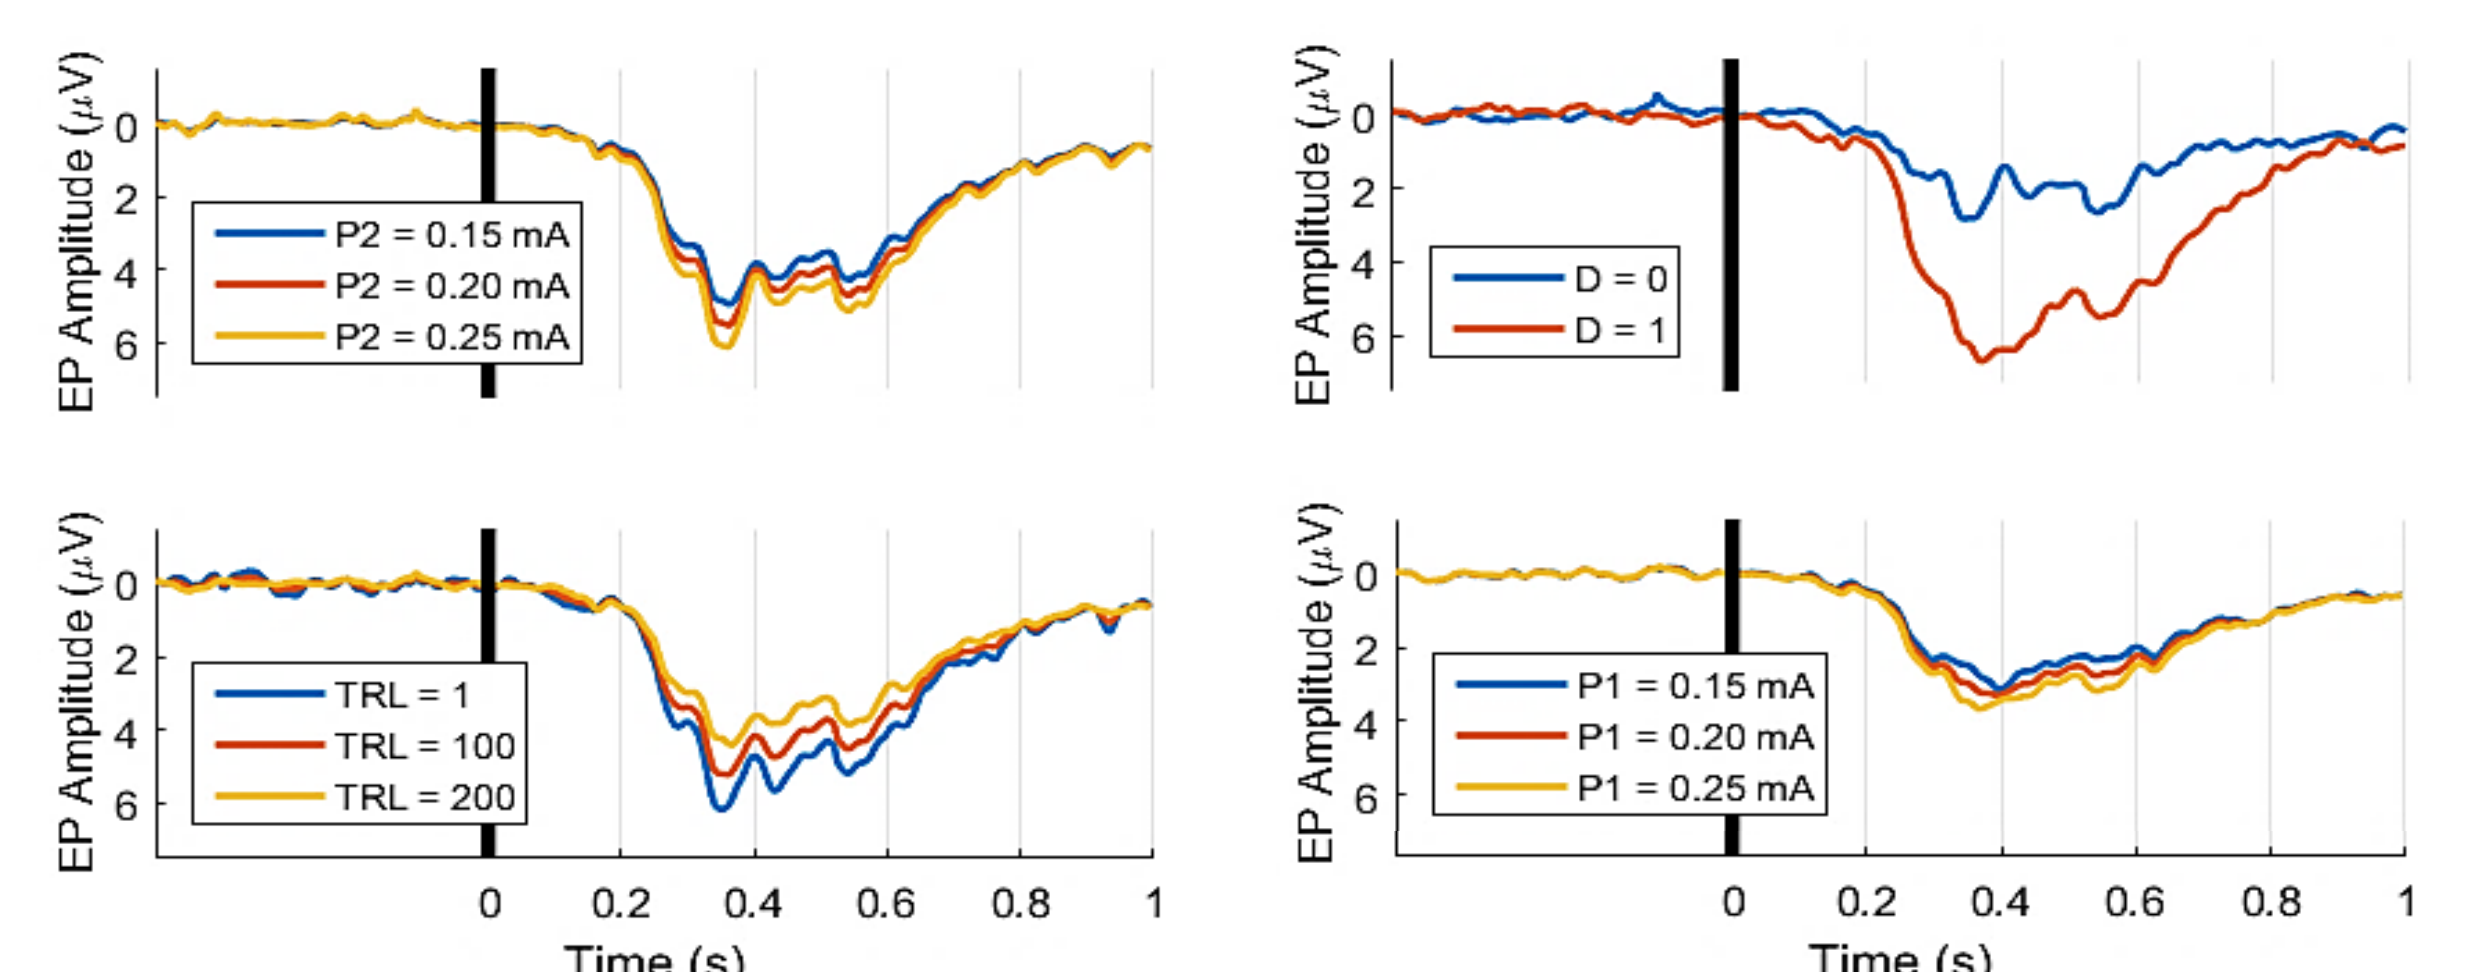 EP Amplitude (μV)
0
2
4
6
P2 = 0.15 mA
P2 = 0.20 mA
P2 = 0.25 mA
EP Amplitude (μV)
0
2
4
6
D = 0
D = 1
EP Amplitude (μV)
0
2
4
6
TRL = 1
TRL = 100
TRL = 200
0 0.2 0.4 0.6 0.8 1
Time (s)
EP Amplitude (μV)
0
2
4
6
P1 = 0.15 mA
P1 = 0.20 mA
P1 = 0.25 mA
0 0.2 0.4 0.6 0.8 1
Time (s)